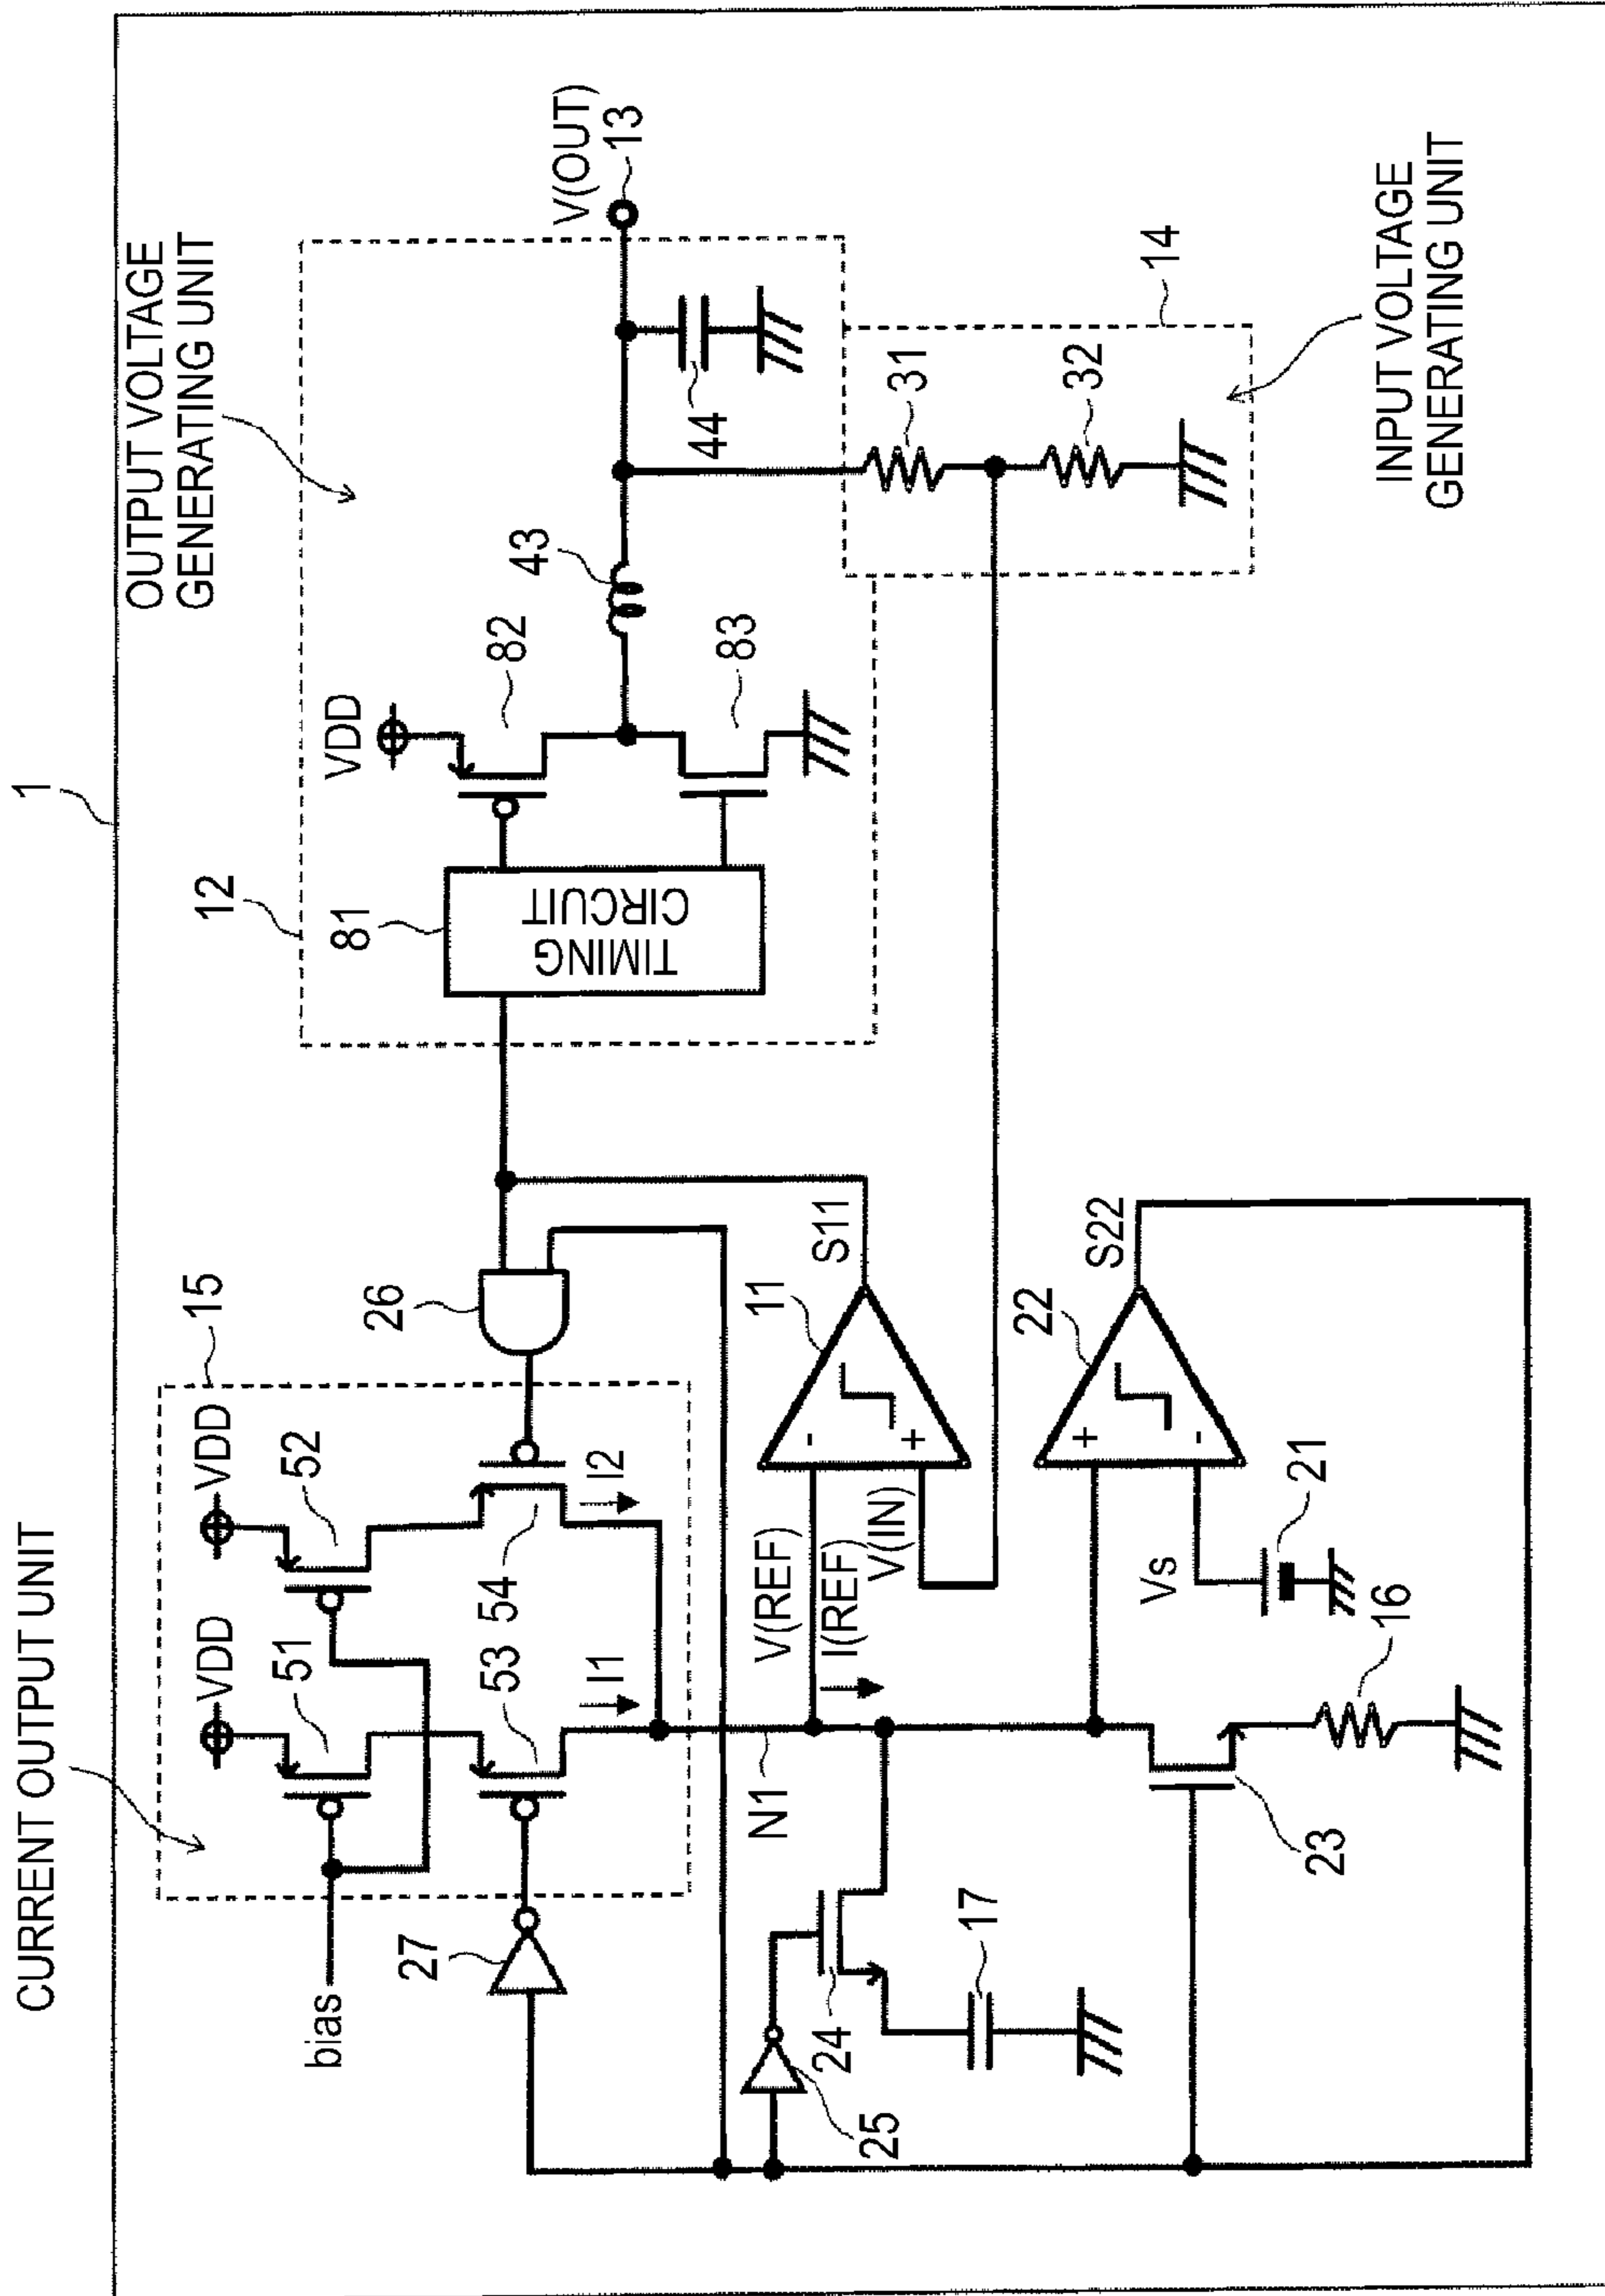 1
CURRENT OUTPUT UNIT
OUTPUT VOLTAGE
GENERATING UNIT
15
12
VDD
VDD
VDD
bias
51
52
82
81
TIMING
CIRCUIT
43
V(OUT)
13
27
53
54
26
83
44
I1
I2
31
14
25
24
17
N1
V(REF)
I(REF)
V(IN)
-
+
11
S11
32
INPUT VOLTAGE
GENERATING UNIT
23
16
Vs
21
+
-
22
S22